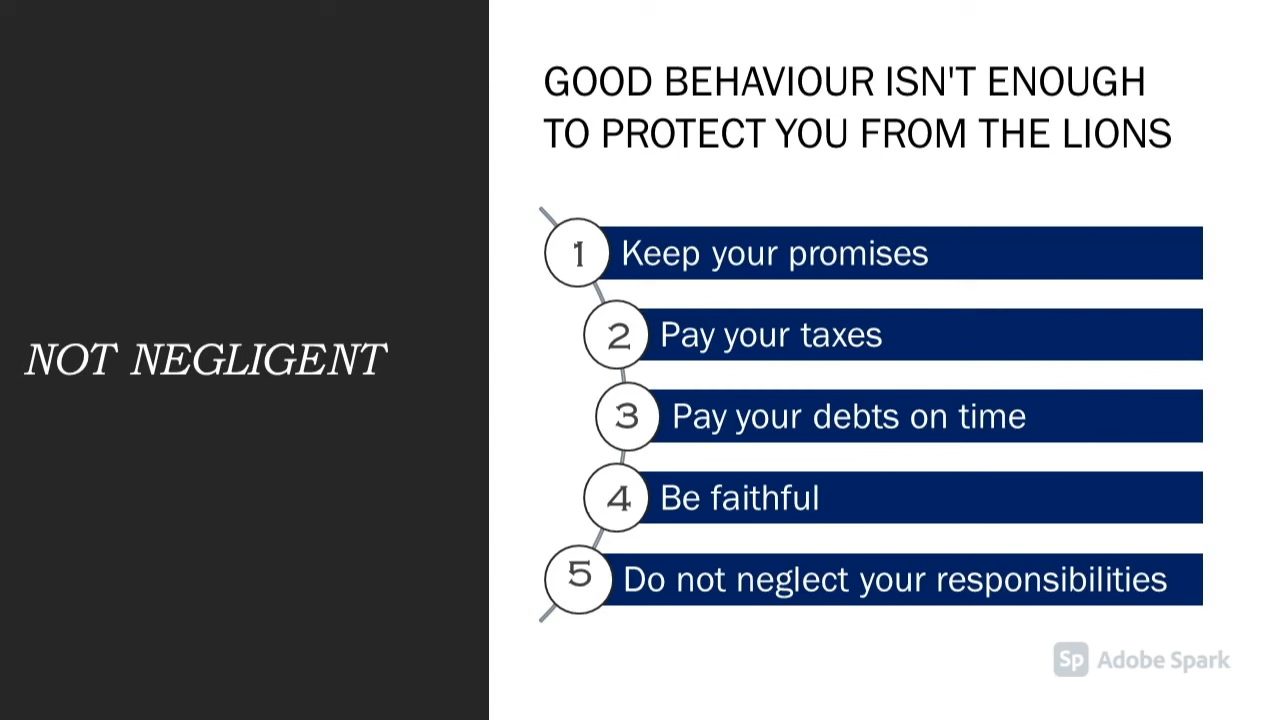 NOT NEGLIGENT
GOOD BEHAVIOUR ISN'T ENOUGH
TO PROTECT YOU FROM THE LIONS
1 Keep your promises
2 Pay your taxes
3 Pay your debts on time
4 Be faithful
5 Do not neglect your responsibilities
Sp Adobe Spark